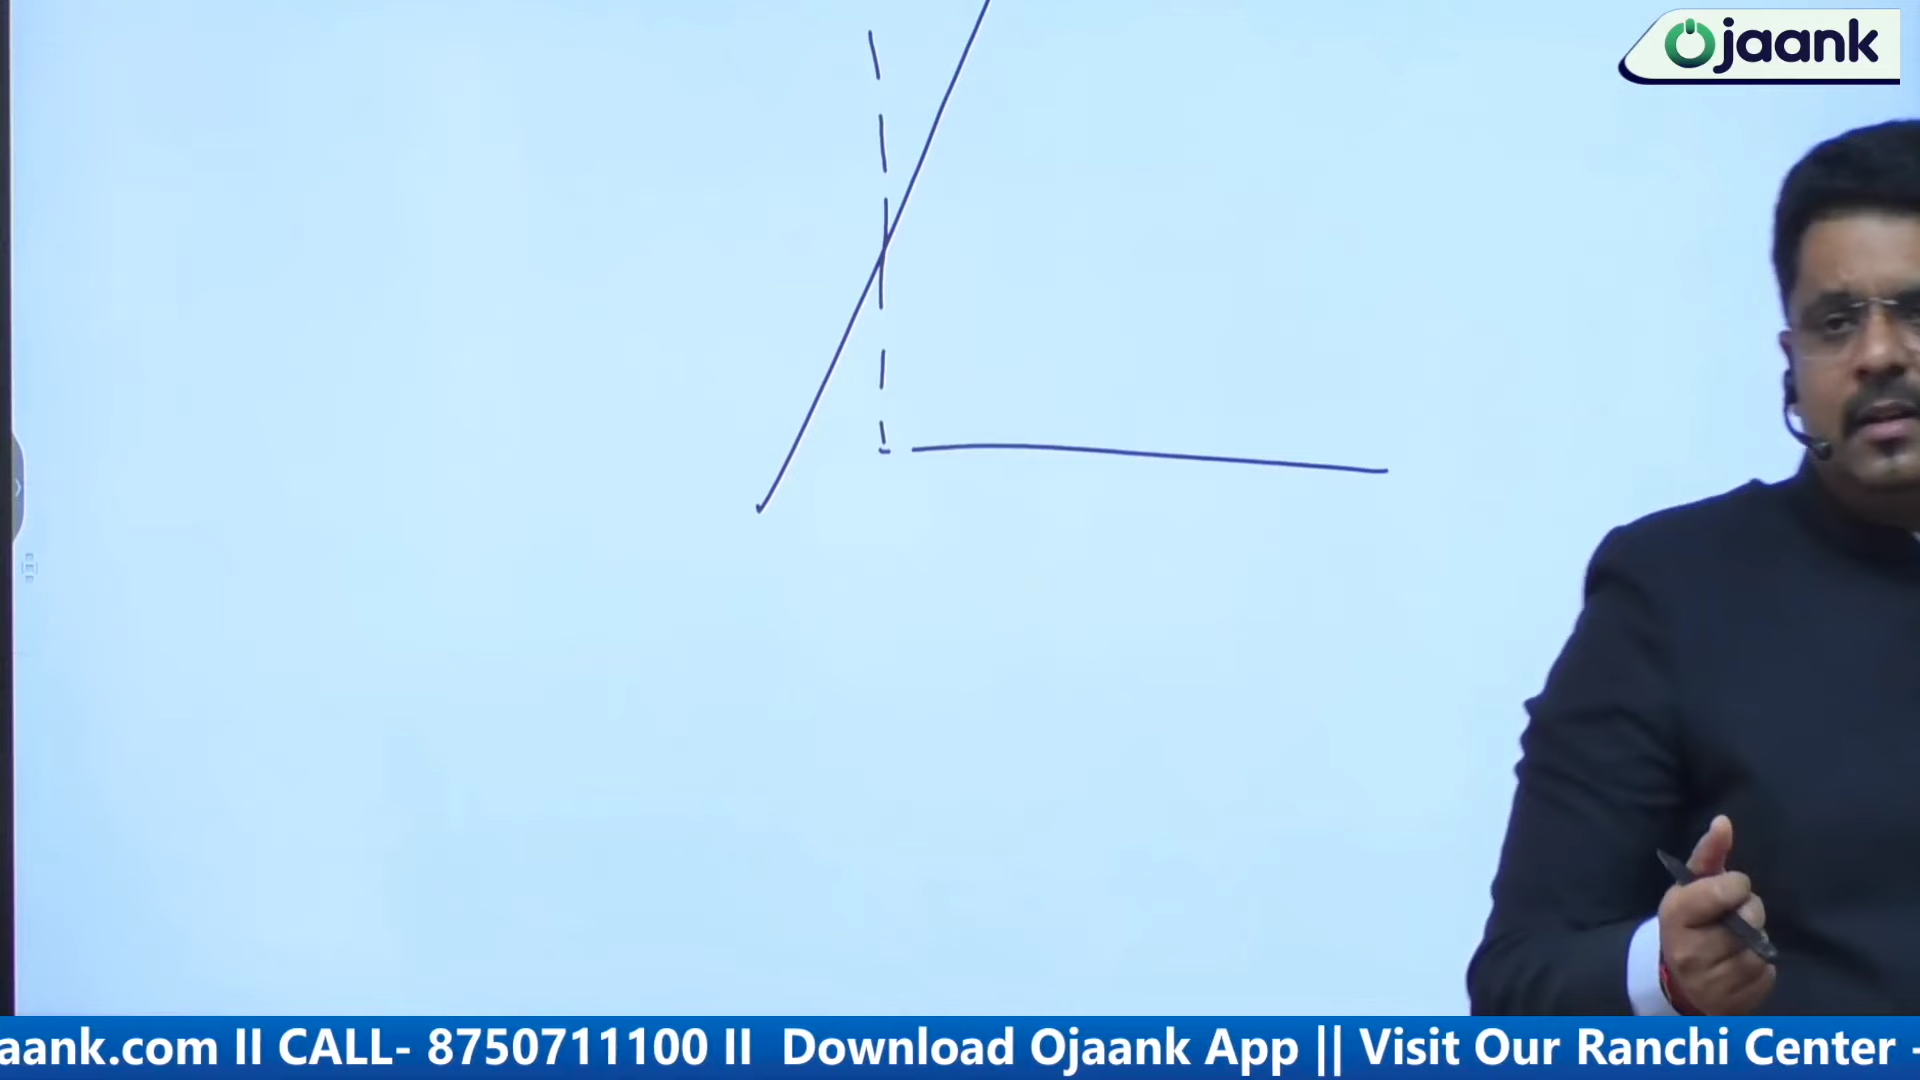 Ojaank
aank.com II CALL- 8750711100 II Download Ojaank App || Visit Our Ranchi Center -